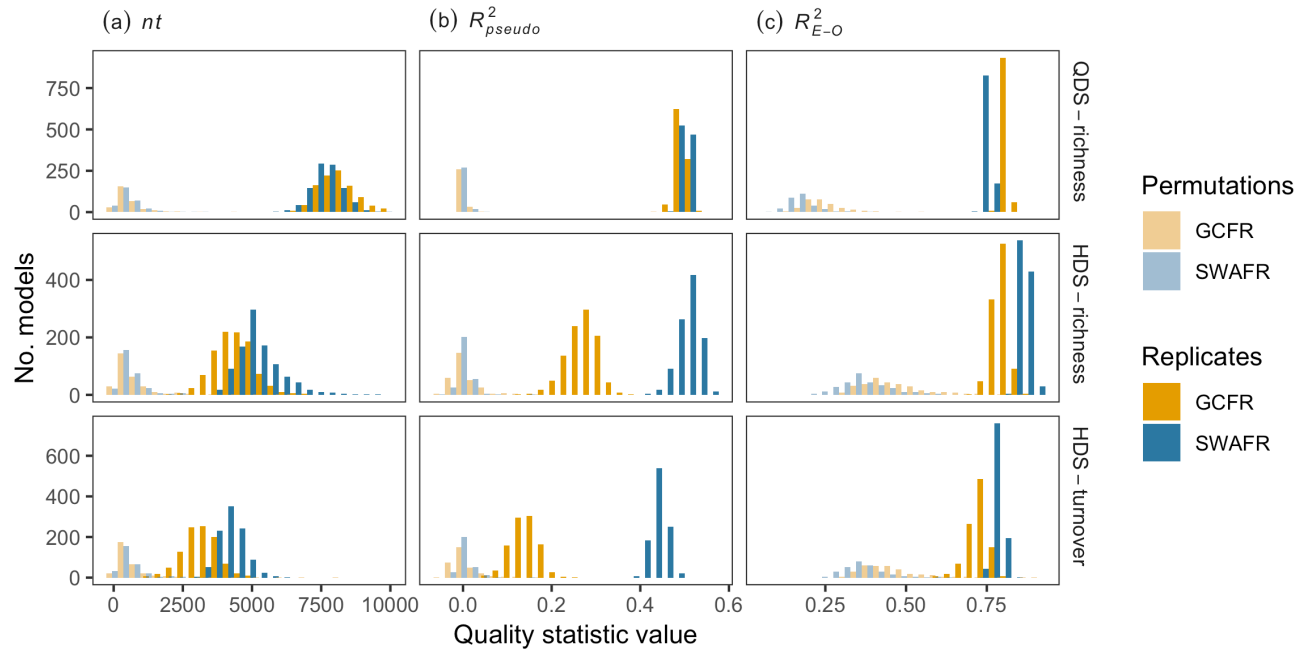 (a) nt
(b) R²pseudo
(c) R²E−O
No. models
750
500
250
0
QDS − richness
400
200
0
HDS − richness
600
400
200
0
HDS − turnover
0 2500 5000 7500 10000
0.0 0.2 0.4 0.6
0.25 0.50 0.75
Quality statistic value
Permutations
GCFR
SWAFR
Replicates
GCFR
SWAFR